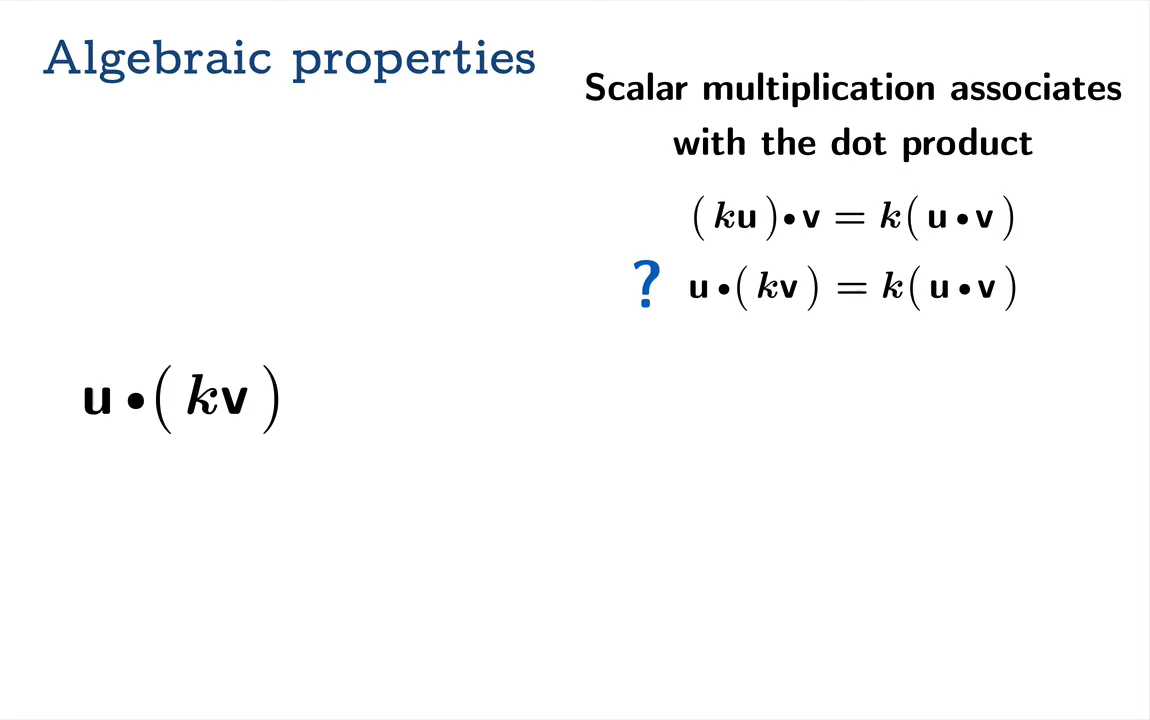 Algebraic properties
Scalar multiplication associates
with the dot product
(ku)•v = k(u•v)
? u•(kv) = k(u•v)
u•(kv)